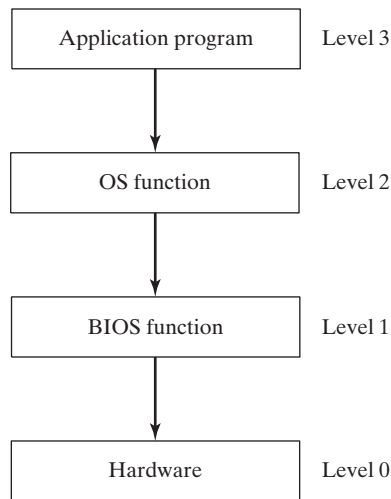 Application program Level 3
OS function Level 2
BIOS function Level 1
Hardware Level 0